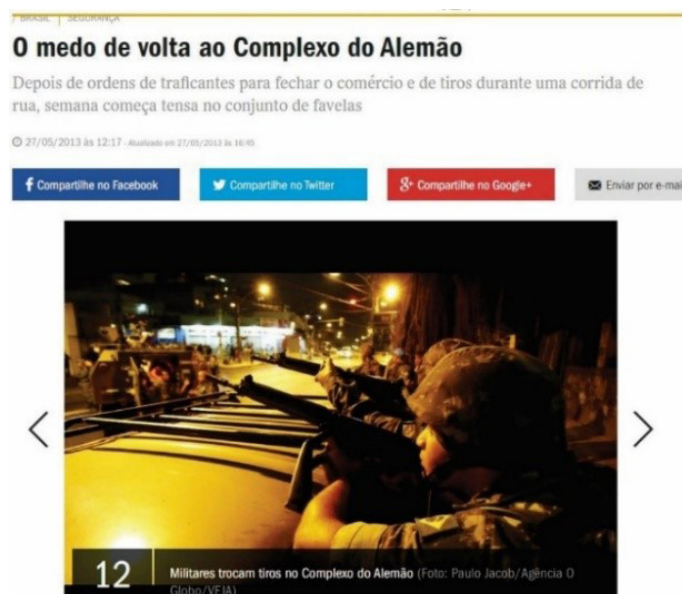 / BRASIL | SEGURANÇA
O medo de volta ao Complexo do Alemão
Depois de ordens de traficantes para fechar o comércio e de tiros durante uma corrida de
rua, semana começa tensa no conjunto de favelas
27/05/2013 às 12:17 - Atualizado em 27/05/2013 às 16:45
Compartilhe no Facebook
Compartilhe no Twitter
Compartilhe no Google+
Enviar por e-mai
12
Militares trocam tiros no Complexo do Alemão (Foto: Paulo Jacob/Agência O
Globo/VEJA)